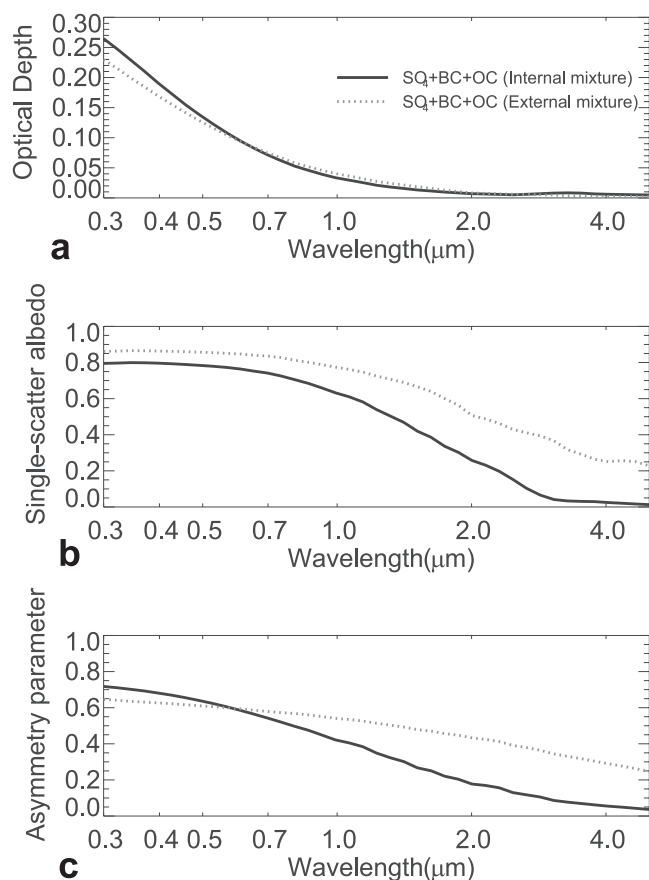 0.30
0.25
0.20
0.15
0.10
0.05
0.00
Optical Depth
SO4+BC+OC (Internal mixture)
SO4+BC+OC (External mixture)
0.3 0.4 0.5 0.7 1.0 2.0 4.0
Wavelength(μm)
a
1.0
0.8
0.6
0.4
0.2
0.0
Single-scatter albedo
0.3 0.4 0.5 0.7 1.0 2.0 4.0
Wavelength(μm)
b
1.0
0.8
0.6
0.4
0.2
0.0
Asymmetry parameter
0.3 0.4 0.5 0.7 1.0 2.0 4.0
Wavelength(μm)
c